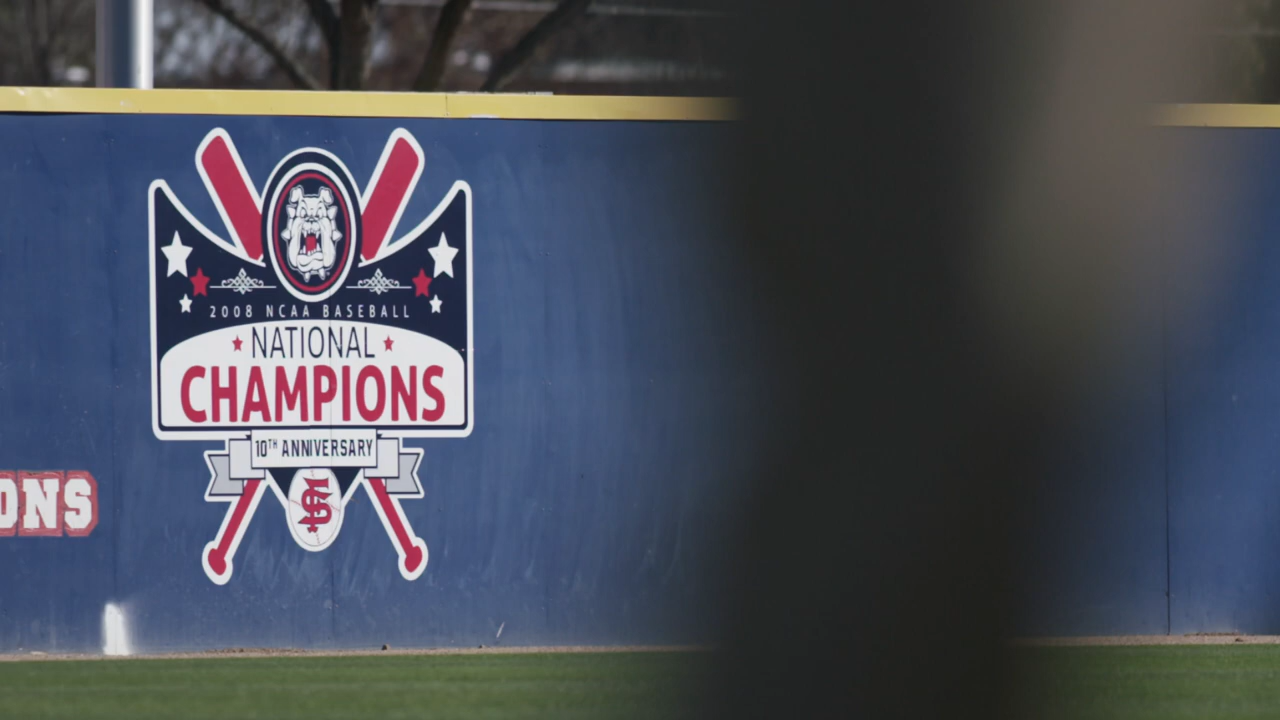 2008 NCAA BASEBALL
NATIONAL
CHAMPIONS
10TH ANNIVERSARY
FS
ONS